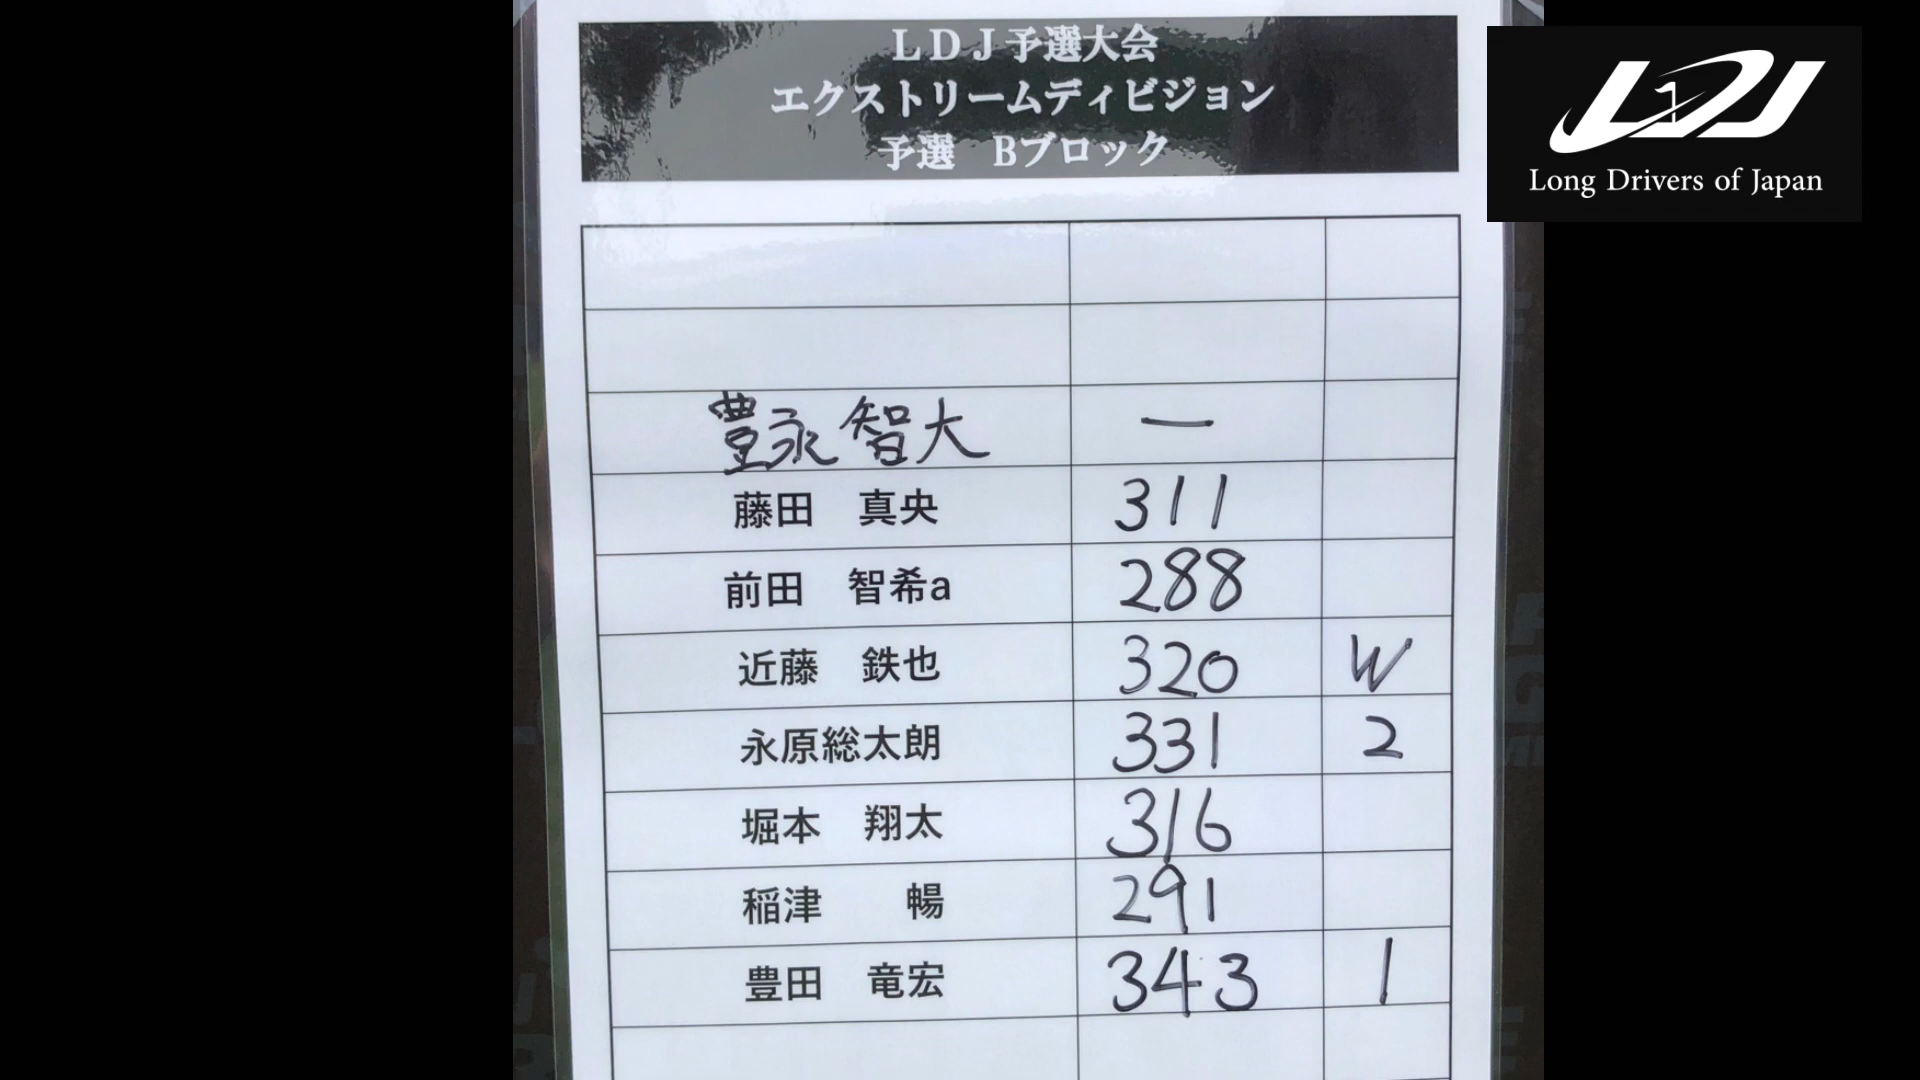 LDJ予選大会
エクストリームディビジョン
予選 Bブロック
LDJ
Long Drivers of Japan
豊永 智大 —
藤田 真央 311
前田 智希a 288
近藤 鉄也 320 W
永原総太朗 331 2
堀本 翔太 316
稲津 暢 291
豊田 竜宏 343 1